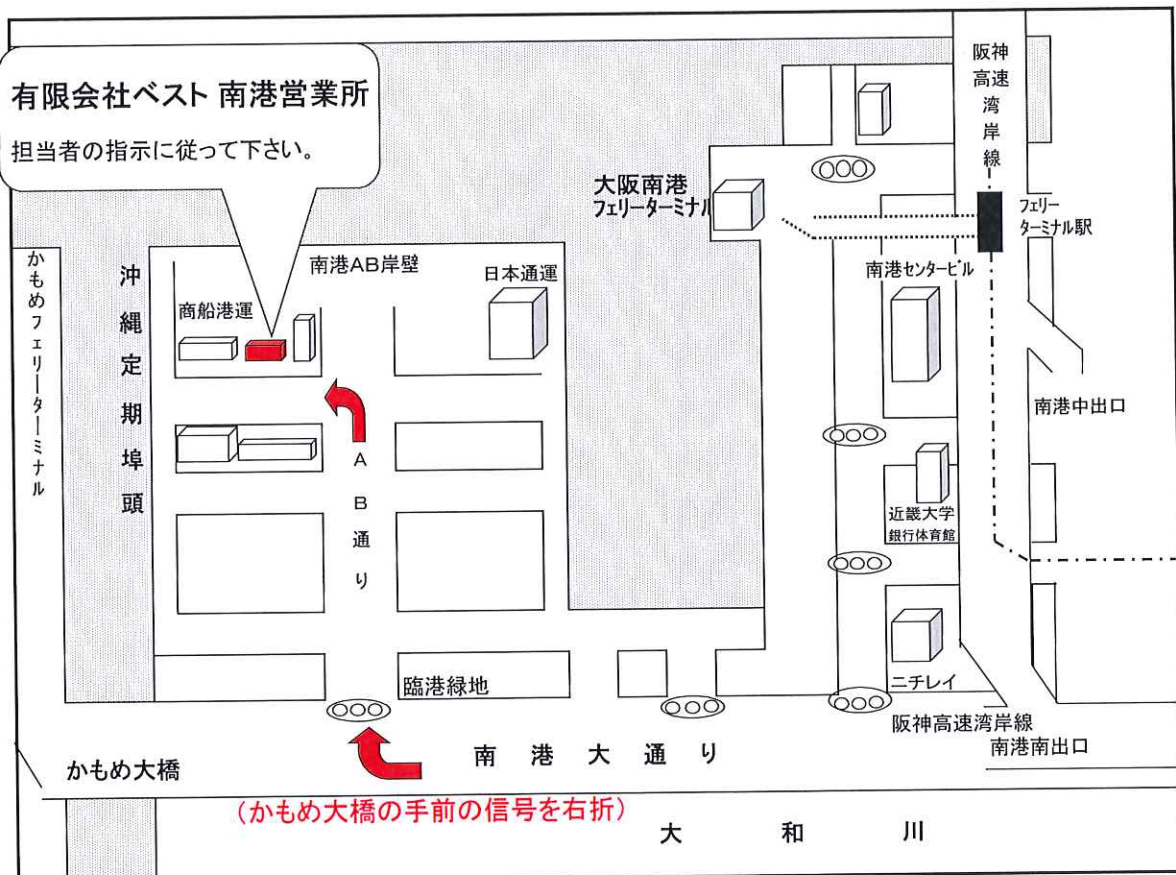 有限会社ベスト 南港営業所
担当者の指示に従って下さい。
阪神
高速
湾
岸
線
大阪南港
フェリーターミナル
フェリー
ターミナル駅
かもめフェリーターミナル
沖縄定期埠頭
南港AB岸壁
商船港運
日本通運
南港センタービル
南港中出口
AB通り
近畿大学
銀行体育館
臨港緑地
ニチレイ
阪神高速湾岸線
南港南出口
かもめ大橋
南港大通り
(かもめ大橋の手前の信号を右折)
大和川